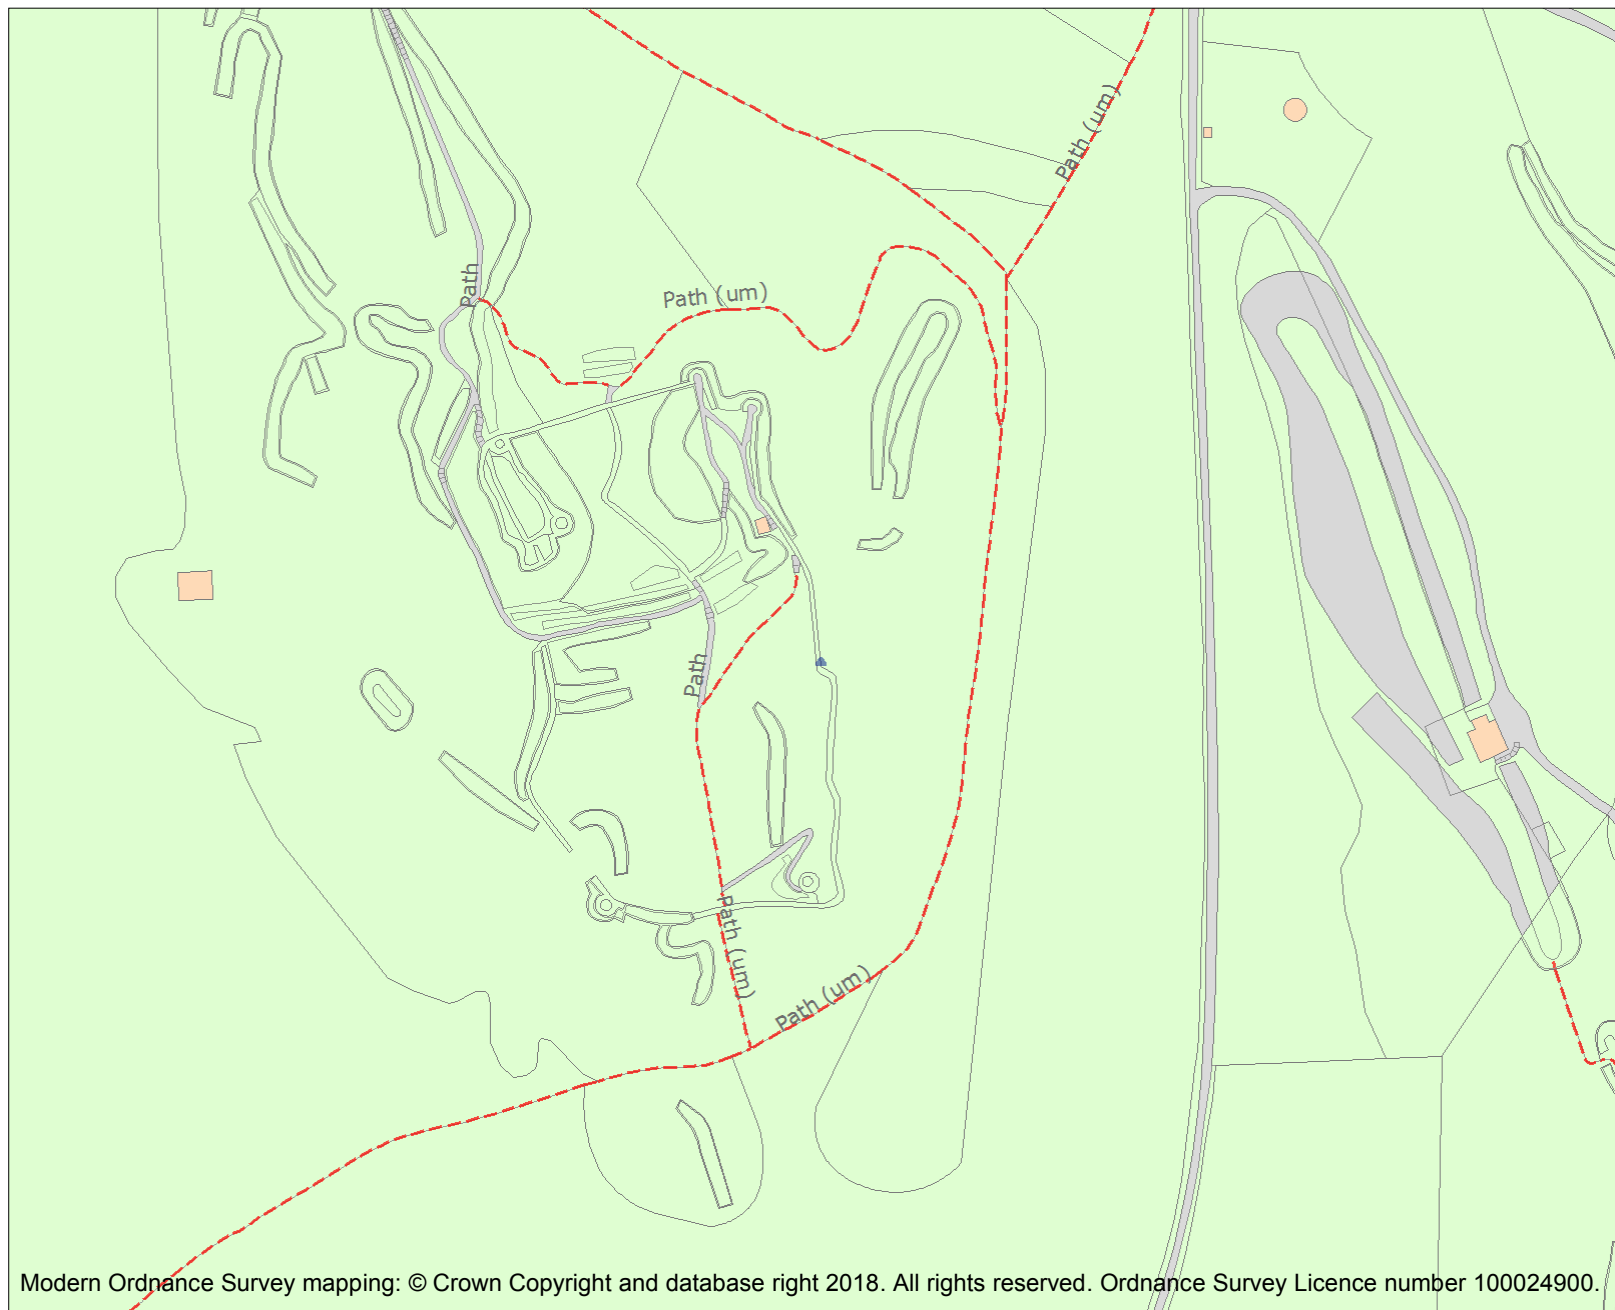 Path (um)
Path
Path (um)
Path
Path (um)
Path (um)
Modern Ordnance Survey mapping: © Crown Copyright and database right 2018. All rights reserved. Ordnance Survey Licence number 100024900.